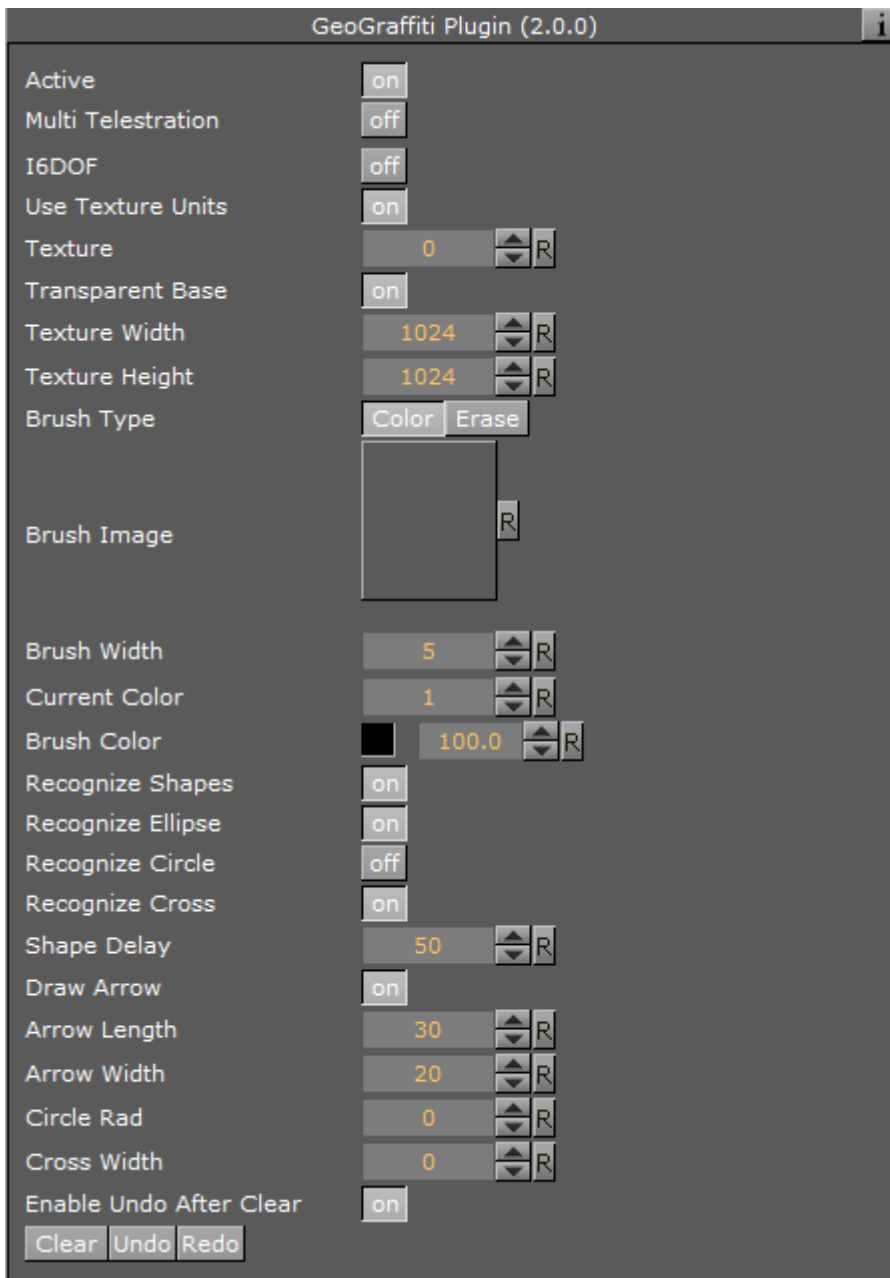 GeoGraffiti Plugin (2.0.0) i
Active on
Multi Telestration off
I6DOF off
Use Texture Units on
Texture 0 R
Transparent Base on
Texture Width 1024 R
Texture Height 1024 R
Brush Type Color Erase
Brush Image R
Brush Width 5 R
Current Color 1 R
Brush Color 100.0 R
Recognize Shapes on
Recognize Ellipse on
Recognize Circle off
Recognize Cross on
Shape Delay 50 R
Draw Arrow on
Arrow Length 30 R
Arrow Width 20 R
Circle Rad 0 R
Cross Width 0 R
Enable Undo After Clear on
Clear Undo Redo